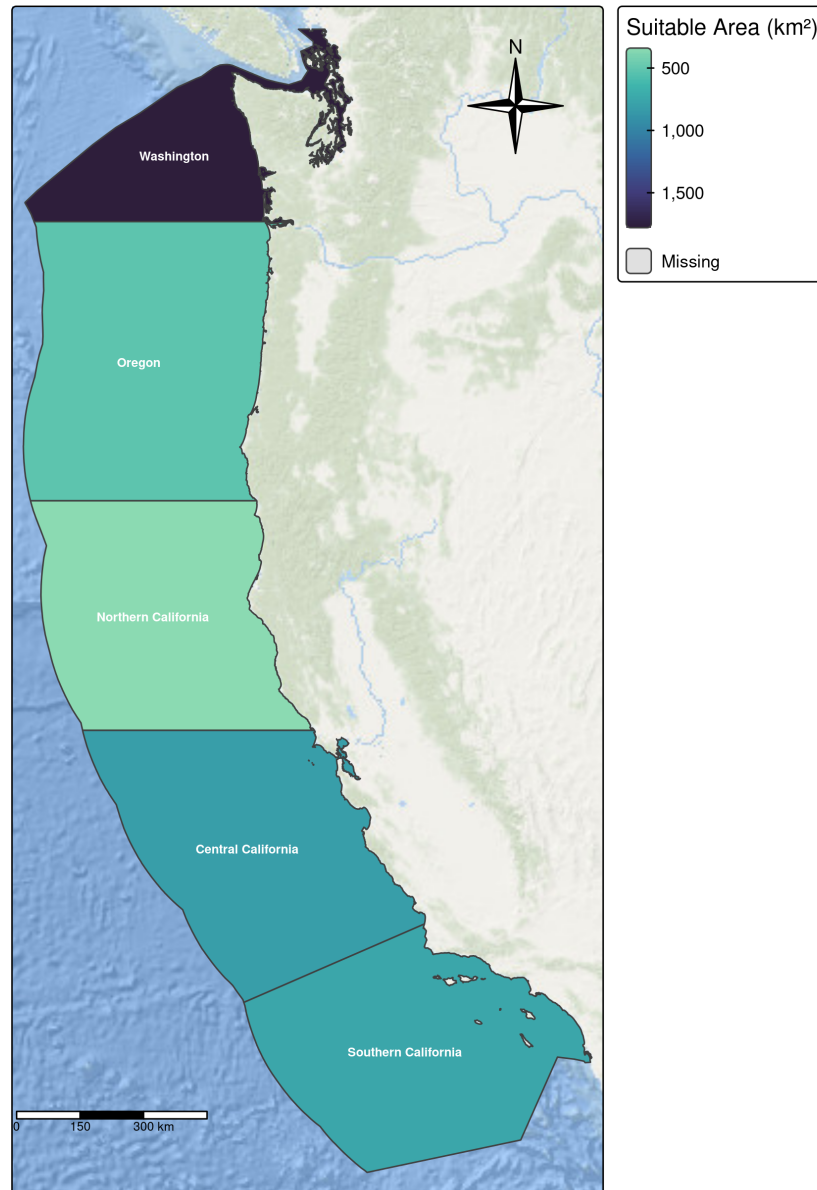 Suitable Area (km²)
500
1,000
1,500
Missing
N
Washington
Oregon
Northern California
Central California
Southern California
0 150 300 km